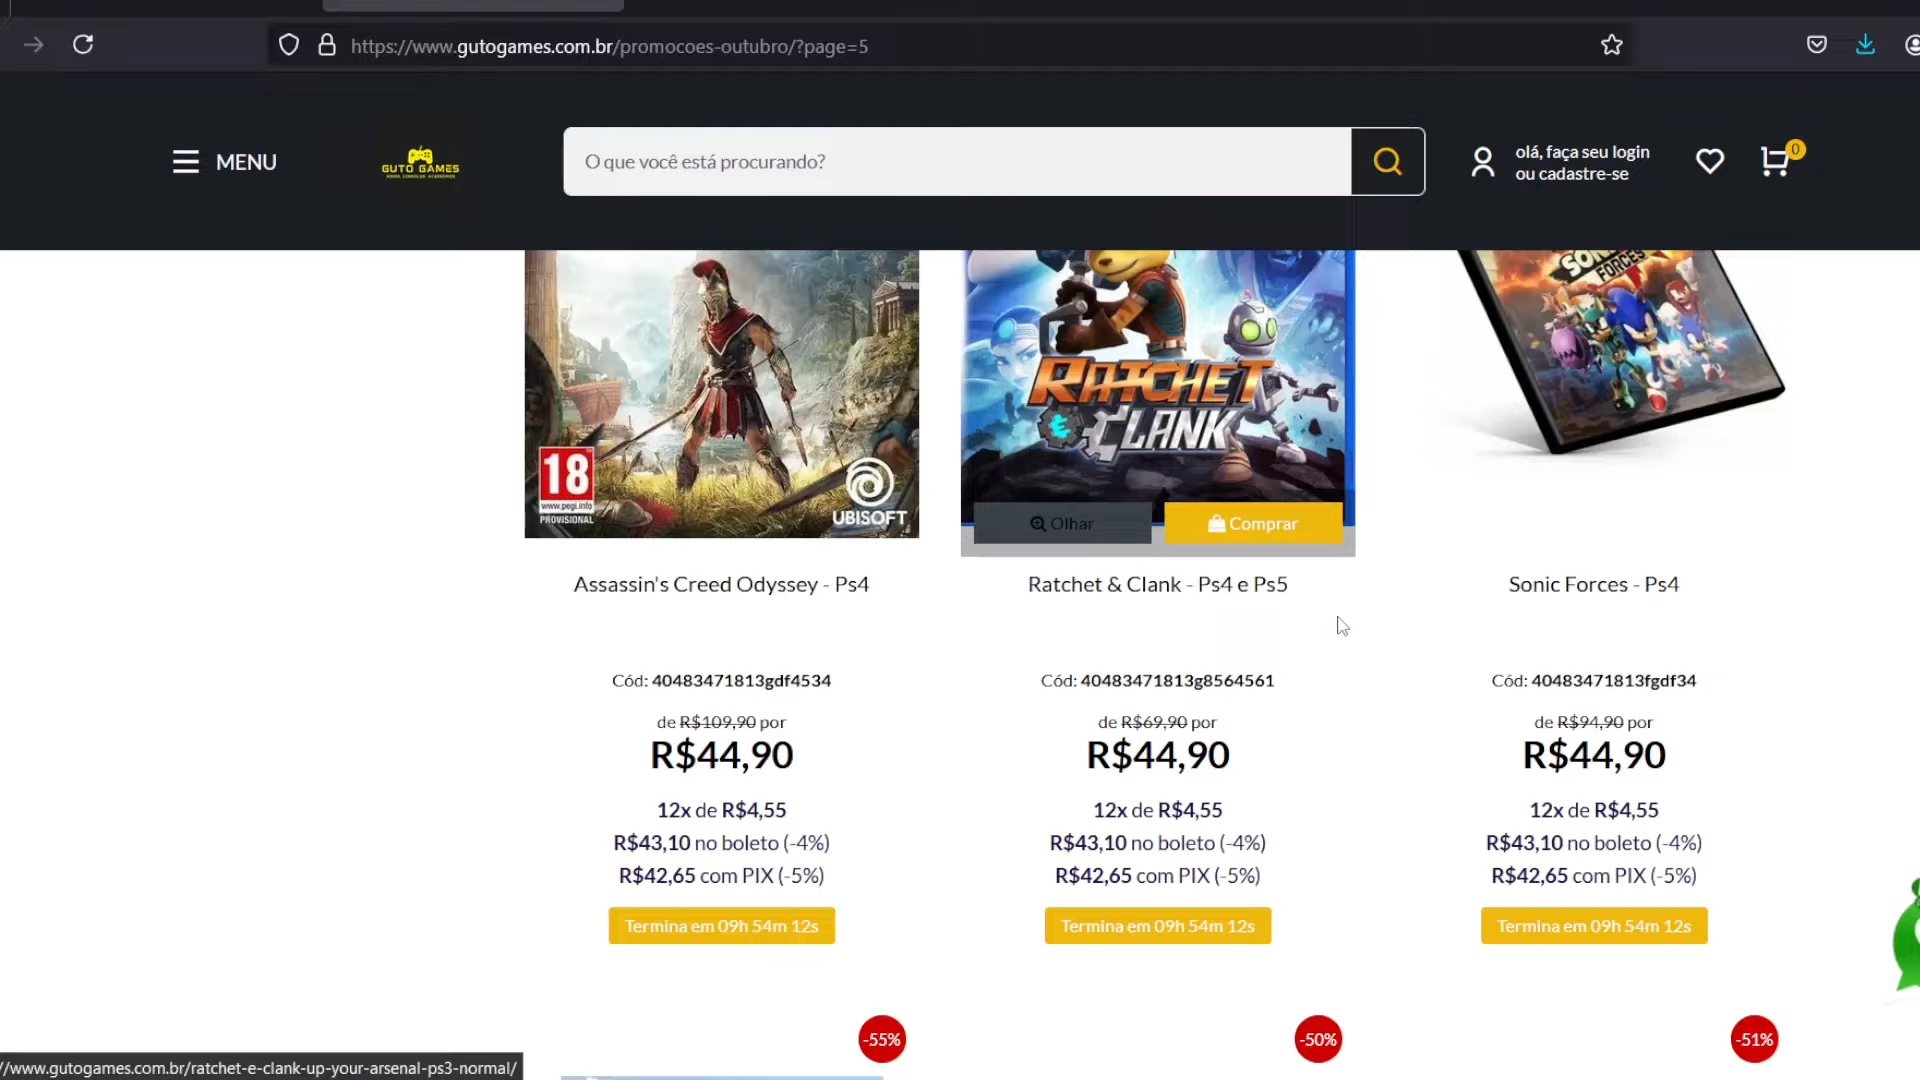 https://www.gutogames.com.br/promocoes-outubro/?page=5
MENU
GUTO GAMES
O que você está procurando?
olá, faça seu login
ou cadastre-se
0
18
www.pegi.info
PROVISIONAL
UBISOFT
RATCHET
CLANK
SONIC
FORCES
Olhar
Comprar
Assassin's Creed Odyssey - Ps4
Ratchet & Clank - Ps4 e Ps5
Sonic Forces - Ps4
Cód: 40483471813gdf4534
Cód: 40483471813g8564561
Cód: 40483471813fgdf34
de R$109,90 por
de R$69,90 por
de R$94,90 por
R$44,90
R$44,90
R$44,90
12x de R$4,55
12x de R$4,55
12x de R$4,55
R$43,10 no boleto (-4%)
R$43,10 no boleto (-4%)
R$43,10 no boleto (-4%)
R$42,65 com PIX (-5%)
R$42,65 com PIX (-5%)
R$42,65 com PIX (-5%)
Termina em 09h 54m 12s
Termina em 09h 54m 12s
Termina em 09h 54m 12s
-55%
-50%
-51%
/www.gutogames.com.br/ratchet-e-clank-up-your-arsenal-ps3-normal/